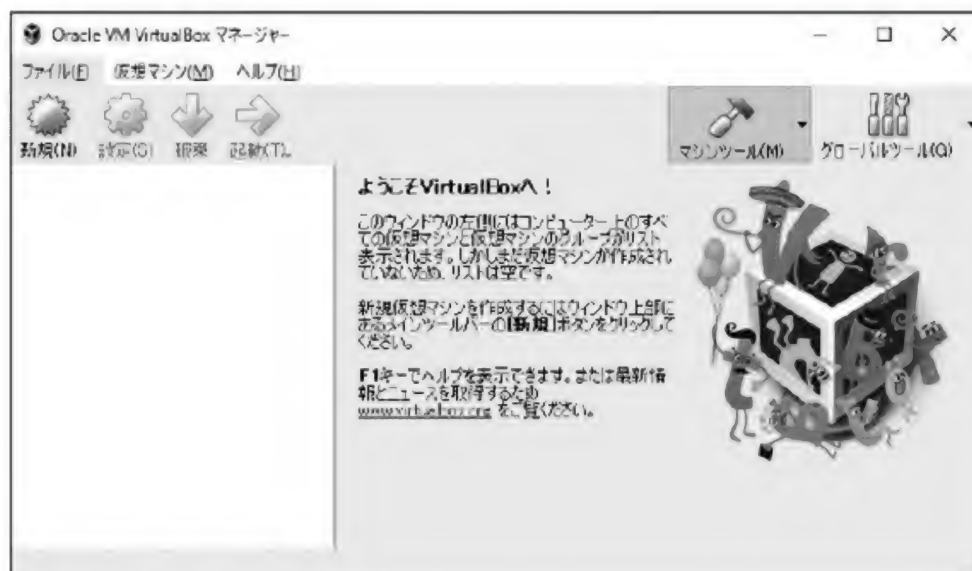 Oracle VM VirtualBox マネージャー
ファイル(F) 仮想マシン(M) ヘルプ(H)
新規(N) 設定(S) 破棄 起動(T)
マシンツール(M) グローバルツール(G)
ようこそVirtualBoxへ！
このウィンドウの左側にはコンピューター上のすべ
ての仮想マシンと仮想マシンのグループがリスト
表示されます。しかしまだ仮想マシンが作成され
ていないため、リストは空です。
新規仮想マシンを作成するにはウィンドウ上部に
あるメインツールバーの[新規]ボタンをクリックして
ください。
F1キーでヘルプを表示できます。または最新情
報とニュースを取得するため
www.virtualbox.org をご覧ください。